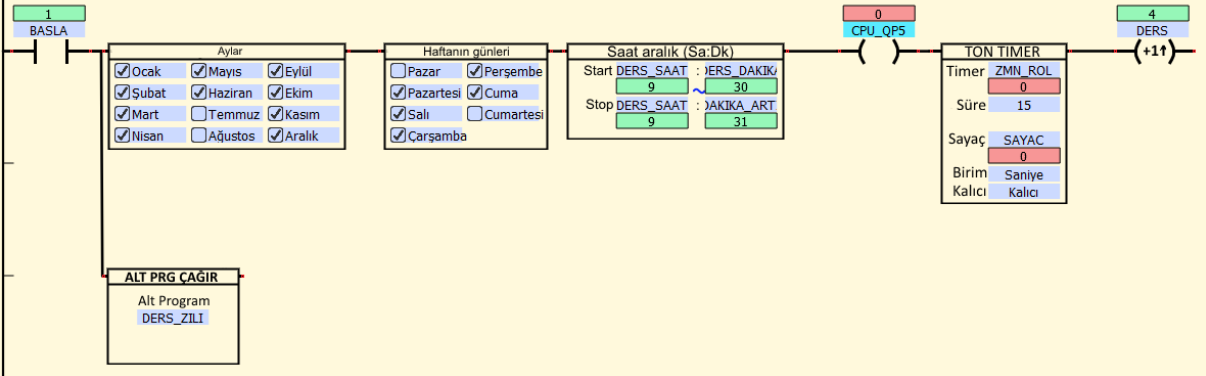 1
BASLA
Aylar
Ocak Mayıs Eylül
Şubat Haziran Ekim
Mart Temmuz Kasım
Nisan Ağustos Aralık
Haftanın günleri
Pazar Perşembe
Pazartesi Cuma
Salı Cumartesi
Çarşamba
Saat aralık (Sa:Dk)
Start DERS_SAAT : DERS_DAKIKA
9 ~ 30
Stop DERS_SAAT : DAKIKA_ART
9 31
0
CPU_QP5
TON TIMER
Timer ZMN_ROL
0
Süre 15
Sayaç SAYAC
0
Birim Saniye
Kalıcı Kalıcı
4
DERS
(+1↑)
ALT PRG ÇAĞIR
Alt Program
DERS_ZILI